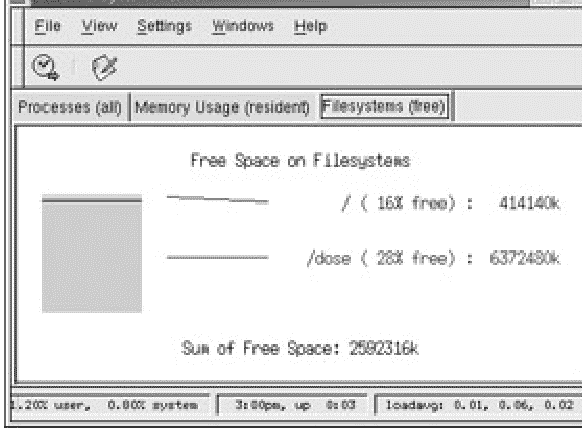 File View Settings Windows Help
Processes (all) Memory Usage (resident) Filesystems (free)
Free Space on Filesystems
/ ( 16% free) : 414140k
/dose ( 28% free) : 6372480k
Sum of Free Space: 2592316k
1.20% user, 0.80% system 3:00pm, up 0:03 loadavg: 0.01, 0.06, 0.02